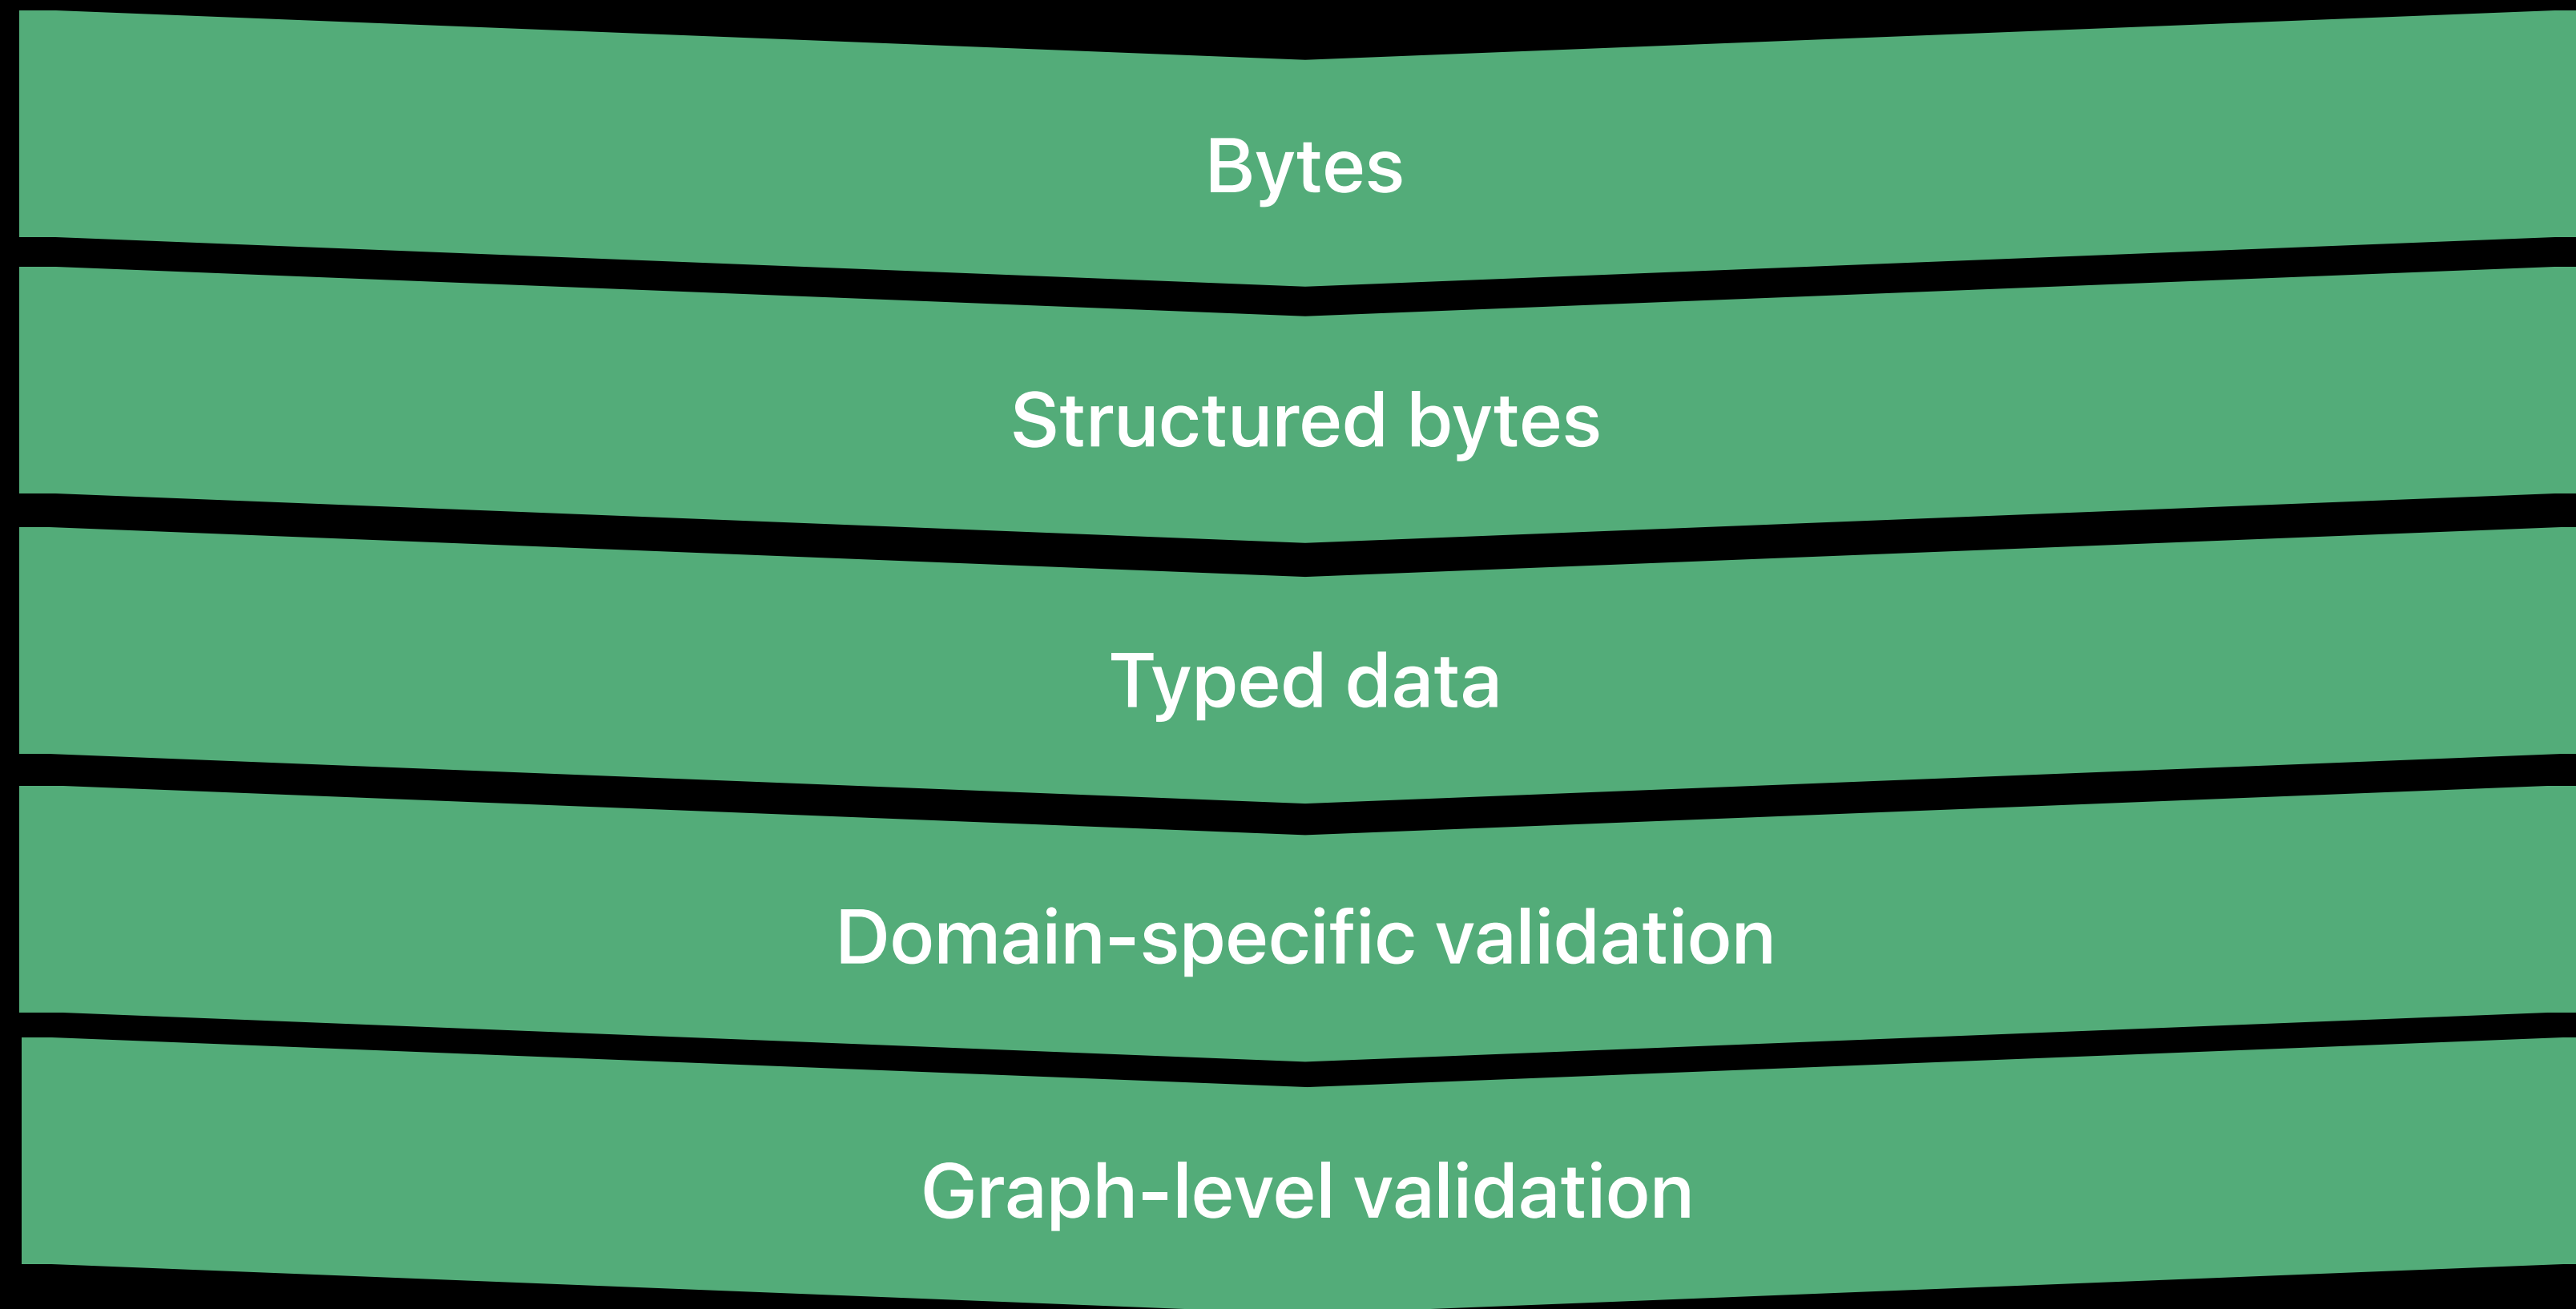 Bytes
Structured bytes
Typed data
Domain-specific validation
Graph-level validation